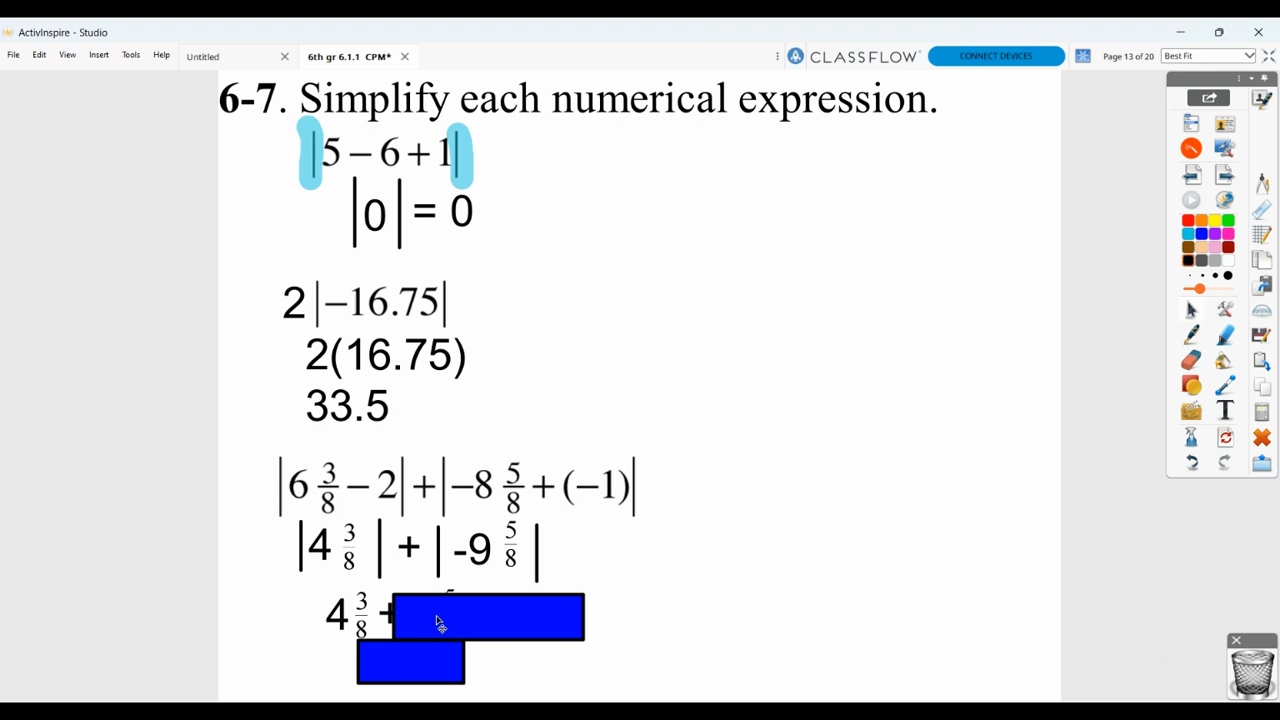 ActivInspire - Studio
File Edit View Insert Tools Help Untitled 6th gr 6.1.1 CPM* CLASSFLOW CONNECT DEVICES Page 13 of 20 Best Fit
6-7. Simplify each numerical expression.
|5 − 6 + 1|
|0| = 0
2 |−16.75|
2(16.75)
33.5
|6 3/8 − 2| + |−8 5/8 + (−1)|
|4 3/8 | + | -9 5/8 |
4 3/8 +